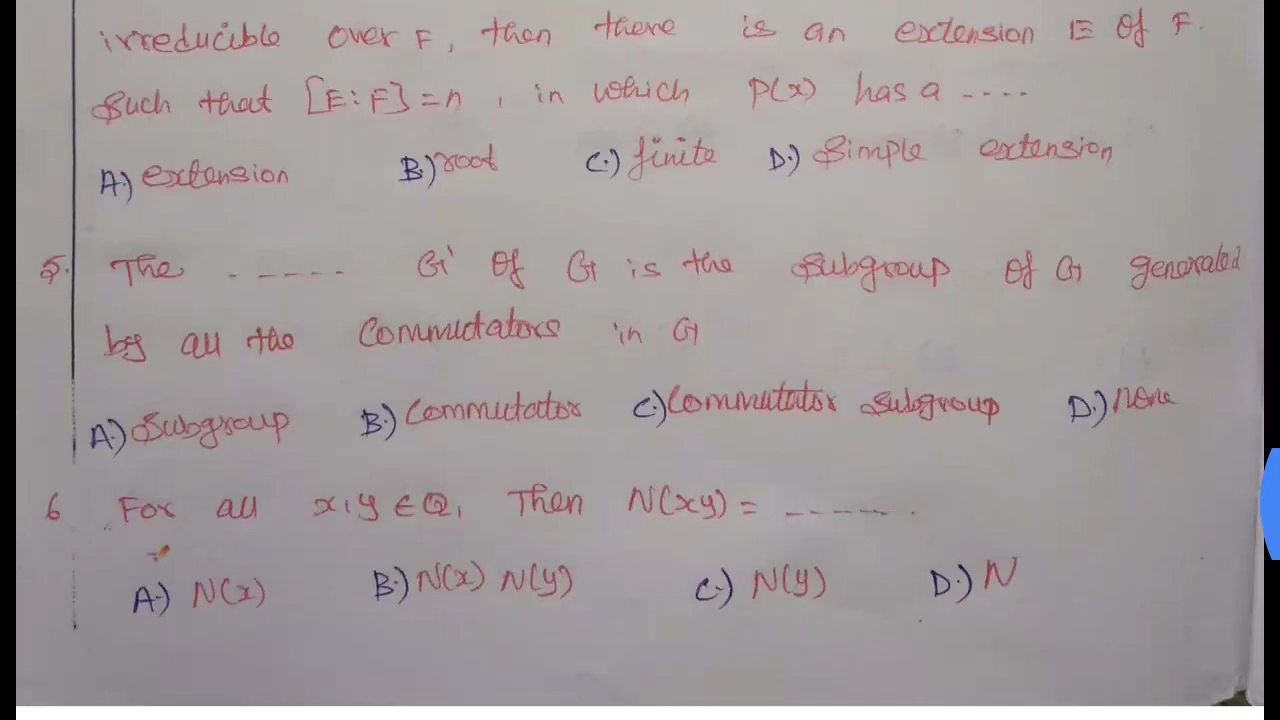 irreducible over F, then there is an extension E of F.
Such that [E:F]=n, in which P(x) has a ----
A.) extension B.) root C.) finite D.) Simple extension
5. The ----- G' of G is the subgroup of G generated
by all the Commutators in G
A.) Subgroup B.) Commutator C.) Commutator Subgroup D.) none
6 For all x,y ∈ Q, Then N(xy) = -----.
A.) N(x) B.) N(x) N(y) C.) N(y) D.) N